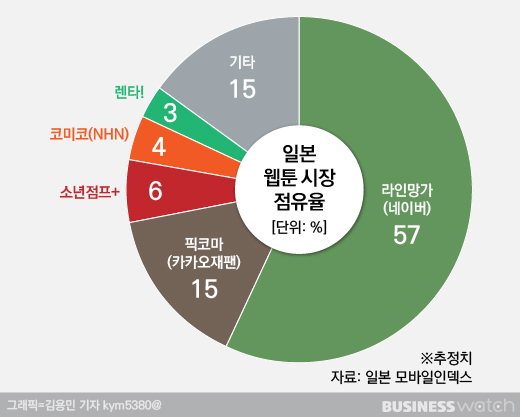 일본
웹툰 시장
점유율
[단위: %]
라인망가
(네이버)
57
픽코마
(카카오재팬)
15
소년점프+
6
코미코(NHN)
4
렌타!
3
기타
15
※추정치
자료: 일본 모바일인덱스
그래픽=김용민 기자 kym5380@
BUSINESSwatch